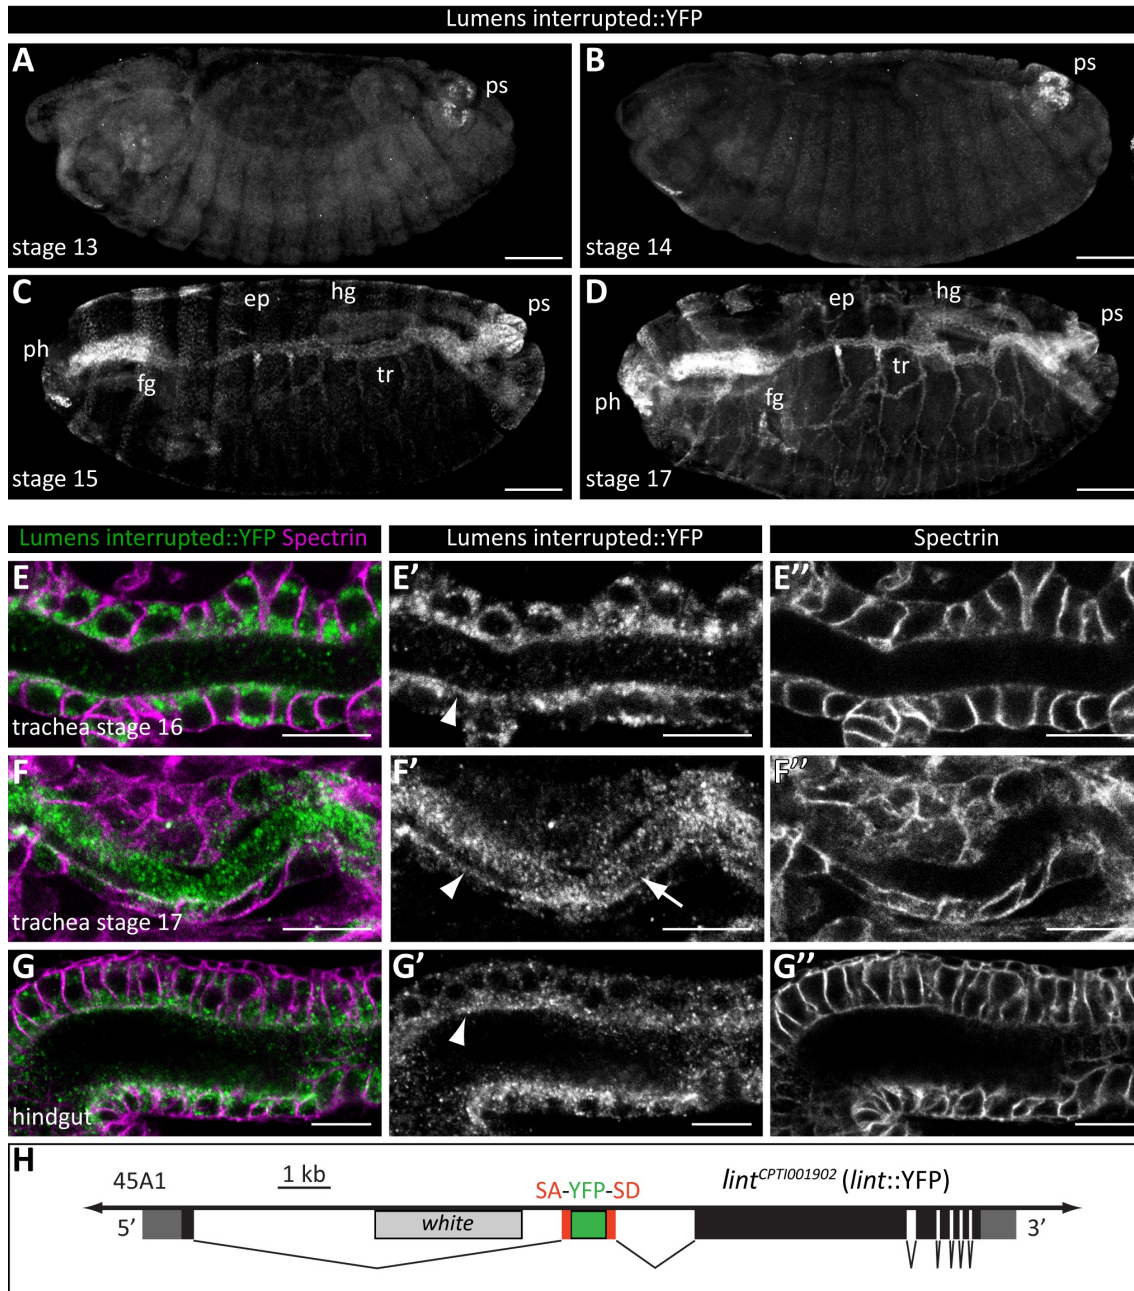 Lumens interrupted::YFP
A
ps
stage 13
B
ps
stage 14
C
ep
hg
ps
ph
fg
tr
stage 15
D
ep
hg
ps
tr
ph
fg
stage 17
Lumens interrupted::YFP Spectrin
Lumens interrupted::YFP
Spectrin
E
trachea stage 16
E’
E’’
F
trachea stage 17
F’
F’’
G
hindgut
G’
G’’
H
45A1
1 kb
SA-YFP-SD
lintCPTI001902 (lint::YFP)
5’
white
3’